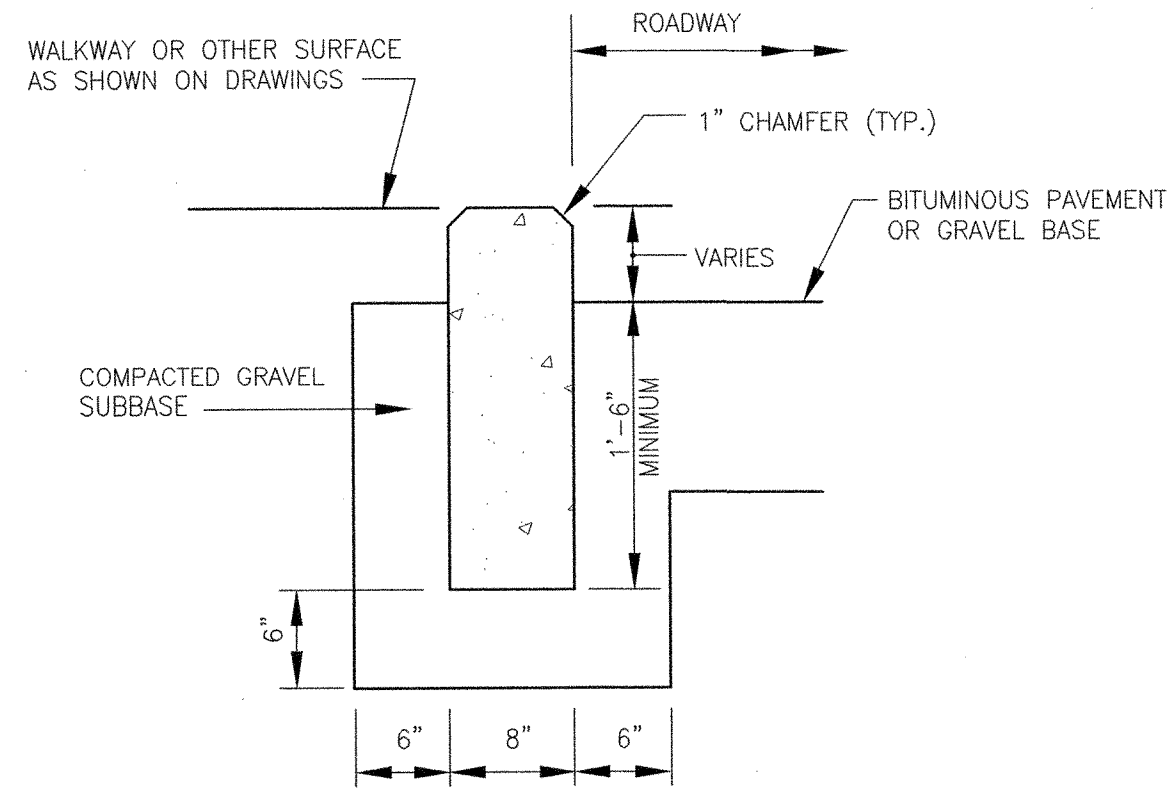 ROADWAY
WALKWAY OR OTHER SURFACE
AS SHOWN ON DRAWINGS
1” CHAMFER (TYP.)
BITUMINOUS PAVEMENT
OR GRAVEL BASE
VARIES
COMPACTED GRAVEL
SUBBASE
1’–6”
MINIMUM
6”
6”
8”
6”